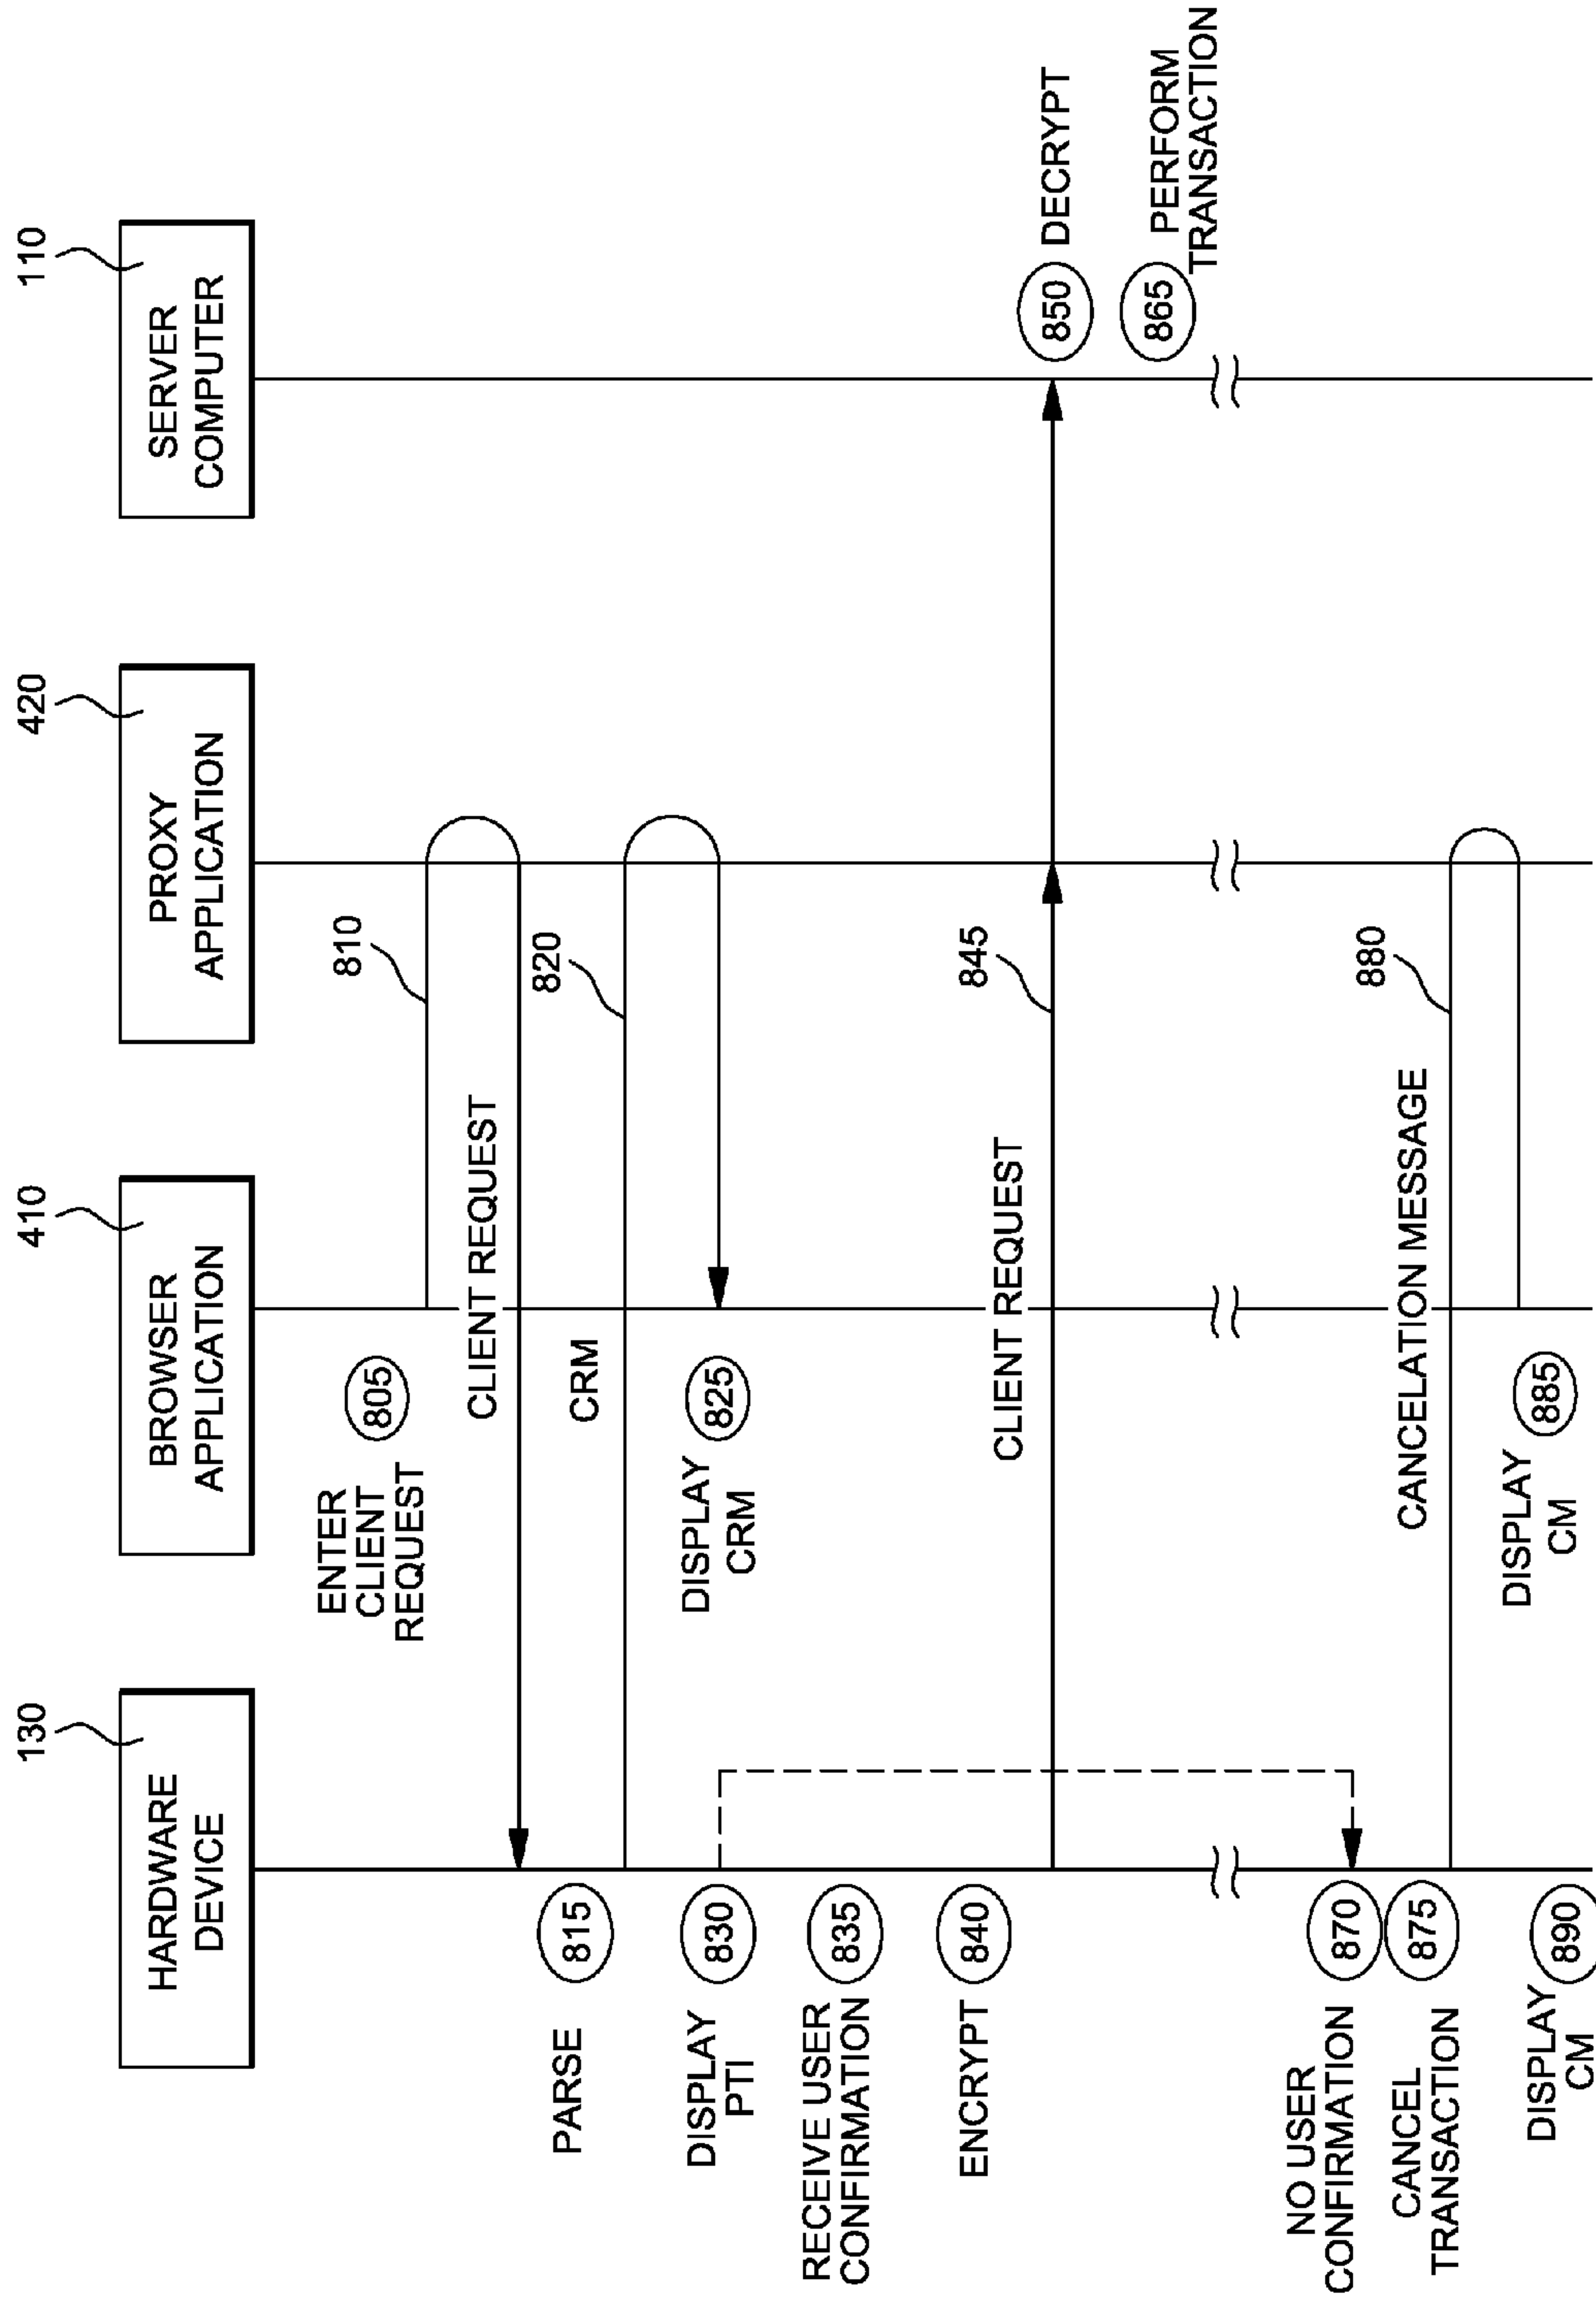 130
410
420
110
HARDWARE
DEVICE
BROWSER
APPLICATION
PROXY
APPLICATION
SERVER
COMPUTER
ENTER
CLIENT
REQUEST
805
810
CLIENT REQUEST
PARSE
815
CRM
820
DISPLAY
PTI
830
DISPLAY
CRM
825
RECEIVE USER
CONFIRMATION
835
ENCRYPT
840
CLIENT REQUEST
845
850
DECRYPT
865
PERFORM
TRANSACTION
NO USER
CONFIRMATION
870
CANCEL
TRANSACTION
875
CANCELATION MESSAGE
880
DISPLAY
CM
885
DISPLAY
CM
890